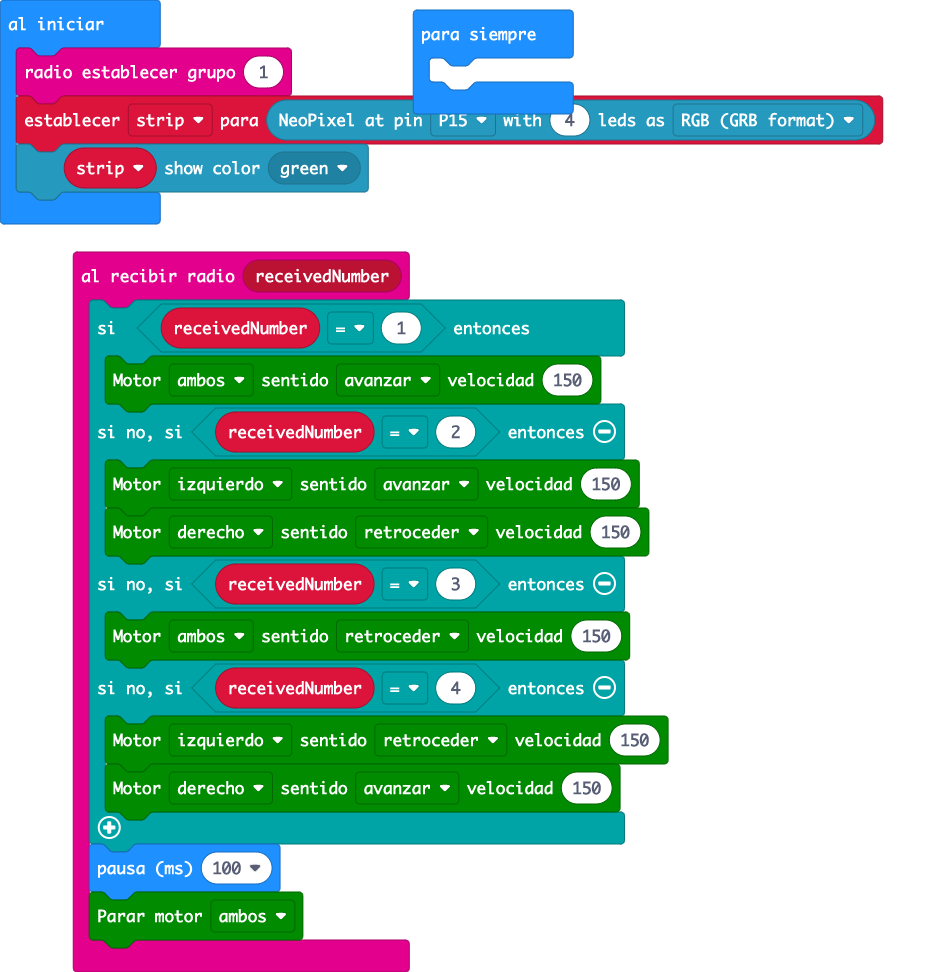 al iniciar
para siempre
radio establecer grupo 1
establecer strip para NeoPixel at pin P15 with 4 leds as RGB (GRB format)
strip show color green
al recibir radio receivedNumber
si receivedNumber = 1 entonces
Motor ambos sentido avanzar velocidad 150
si no, si receivedNumber = 2 entonces
Motor izquierdo sentido avanzar velocidad 150
Motor derecho sentido retroceder velocidad 150
si no, si receivedNumber = 3 entonces
Motor ambos sentido retroceder velocidad 150
si no, si receivedNumber = 4 entonces
Motor izquierdo sentido retroceder velocidad 150
Motor derecho sentido avanzar velocidad 150
pausa (ms) 100
Parar motor ambos